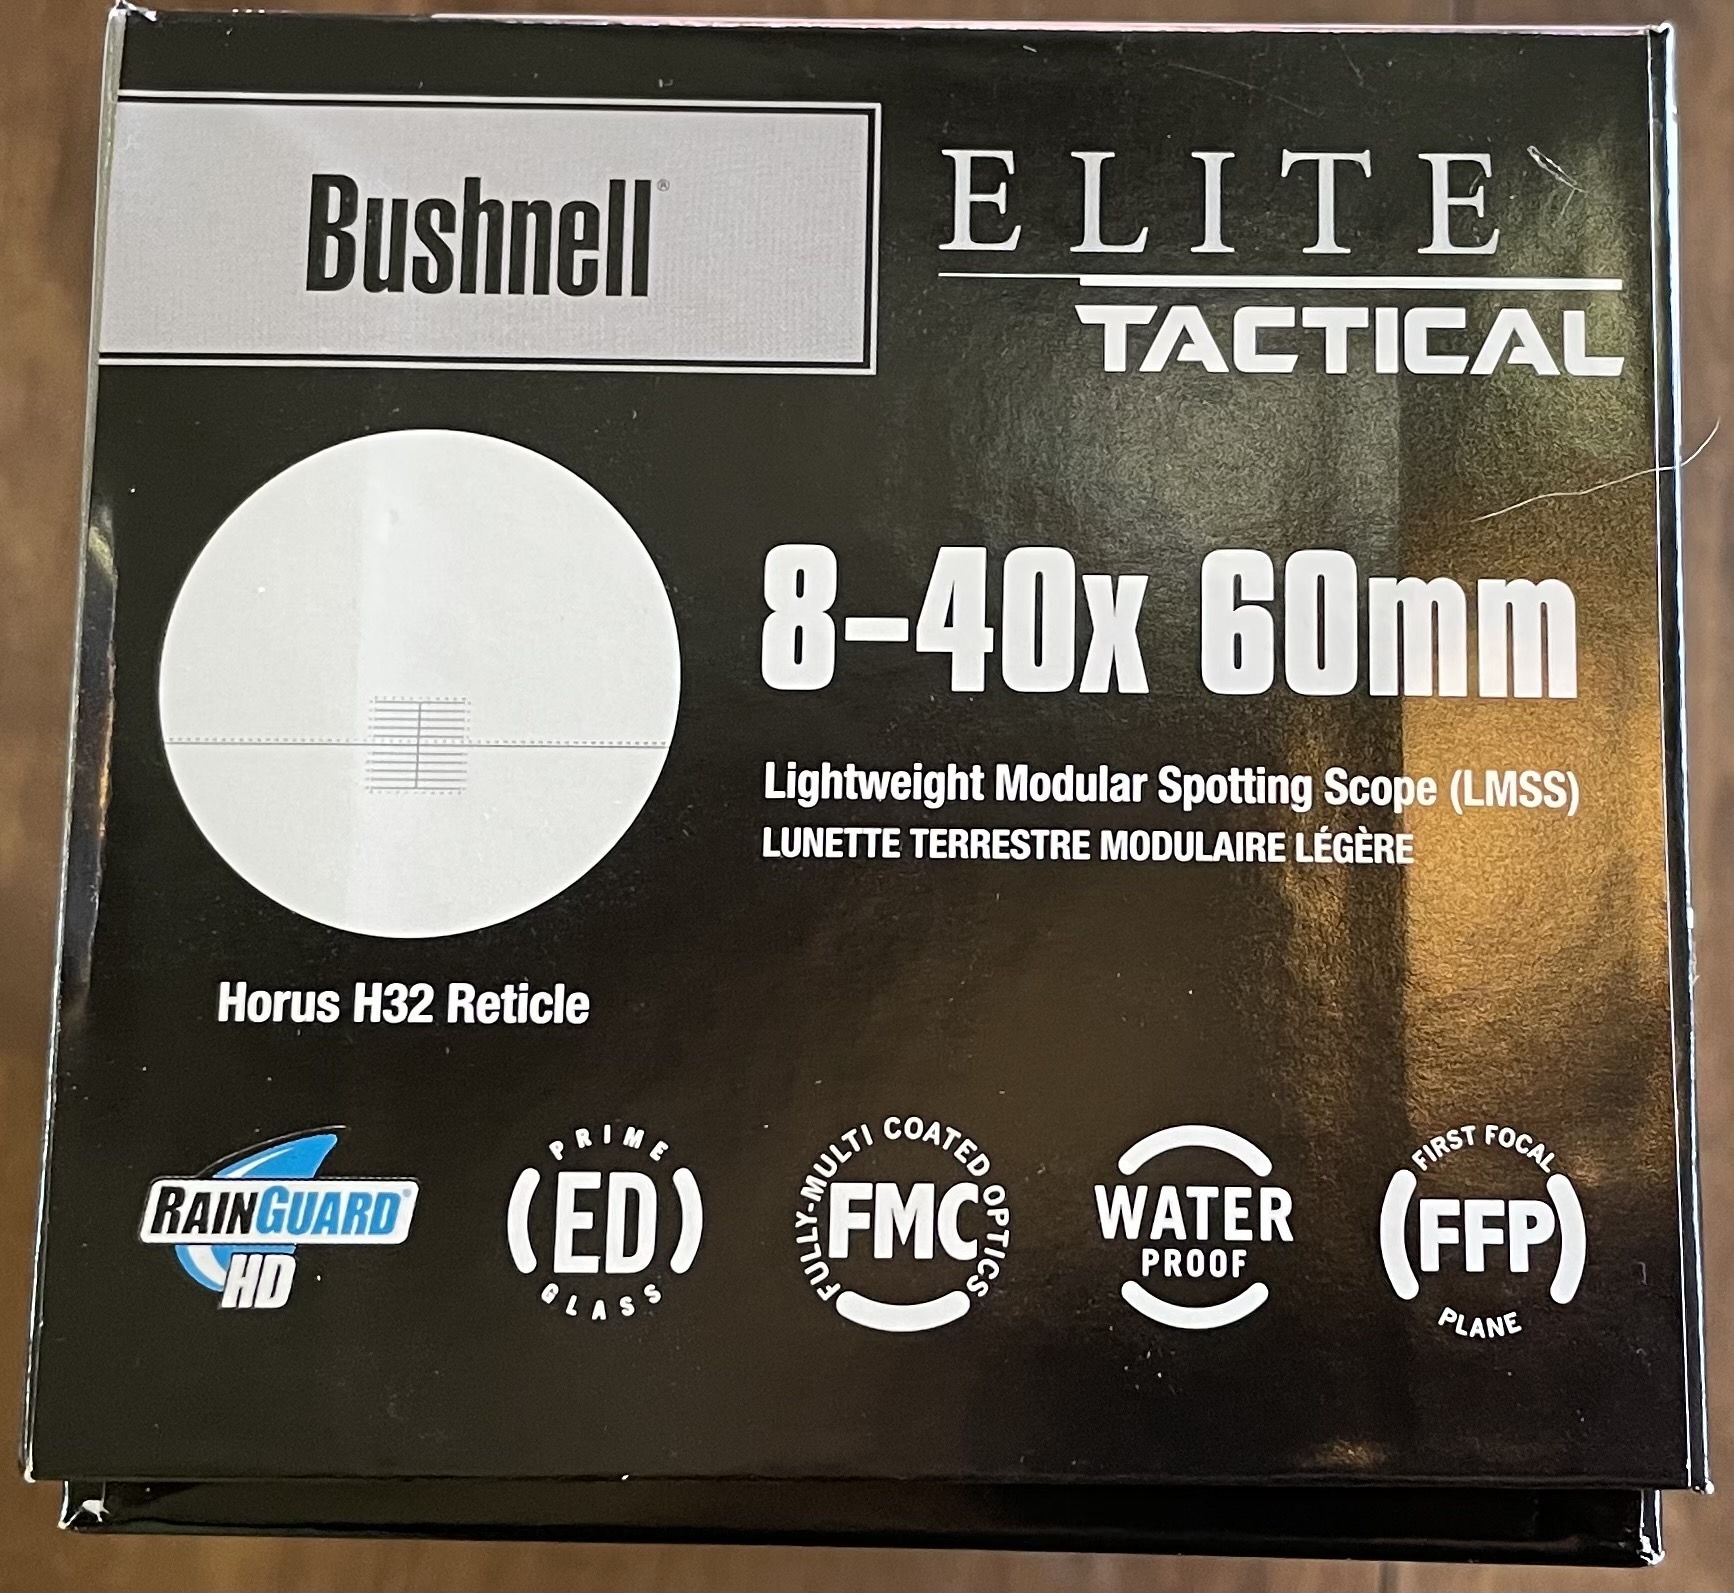 Bushnell®
ELITE
TACTICAL
8-40x 60mm
Lightweight Modular Spotting Scope (LMSS)
LUNETTE TERRESTRE MODULAIRE LÉGÈRE
Horus H32 Reticle
RAINGUARD®
HD
PRIME
ED
GLASS
FULLY-MULTI COATED OPTICS
FMC
WATER
PROOF
FIRST FOCAL
FFP
PLANE